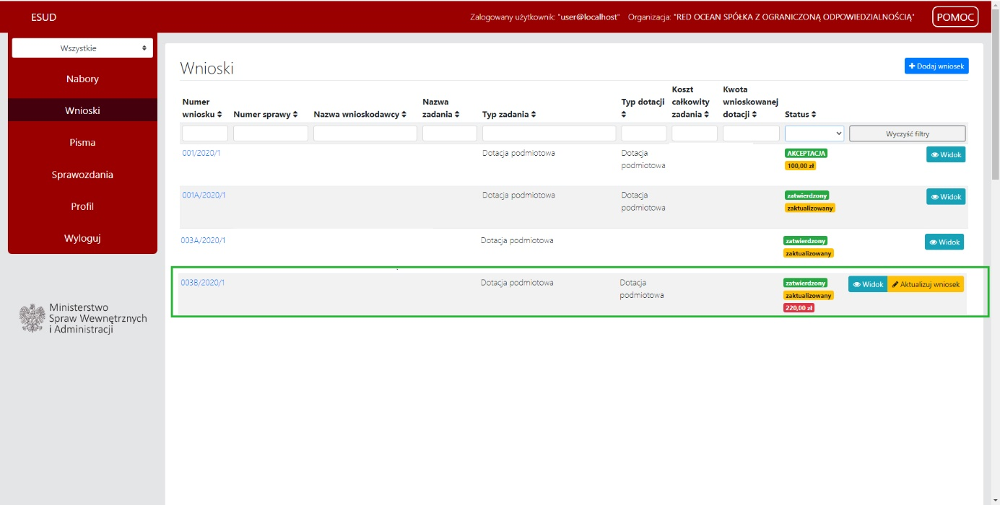 ESUD
Zalogowany użytkownik: "user@localhost" Organizacja: "RED OCEAN SPÓŁKA Z OGRANICZONĄ ODPOWIEDZIALNOŚCIĄ"
POMOC
Wszystkie
Nabory
Wnioski
Pisma
Sprawozdania
Profil
Wyloguj
Ministerstwo
Spraw Wewnętrznych
i Administracji
Wnioski
Dodaj wniosek
Numer
wniosku
Numer sprawy
Nazwa wnioskodawcy
Nazwa
zadania
Typ zadania
Typ dotacji
Koszt
całkowity
zadania
Kwota
wnioskowanej
dotacji
Status
Wyczyść filtry
001/2020/1
Dotacja podmiotowa
Dotacja
podmiotowa
AKCEPTACJA
100,00 zł
Widok
001A/2020/1
Dotacja podmiotowa
Dotacja
podmiotowa
zatwierdzony
zaktualizowany
Widok
003A/2020/1
Dotacja podmiotowa
zatwierdzony
zaktualizowany
Widok
003B/2020/1
Dotacja podmiotowa
Dotacja
podmiotowa
zatwierdzony
zaktualizowany
220,00 zł
Widok
Aktualizuj wniosek